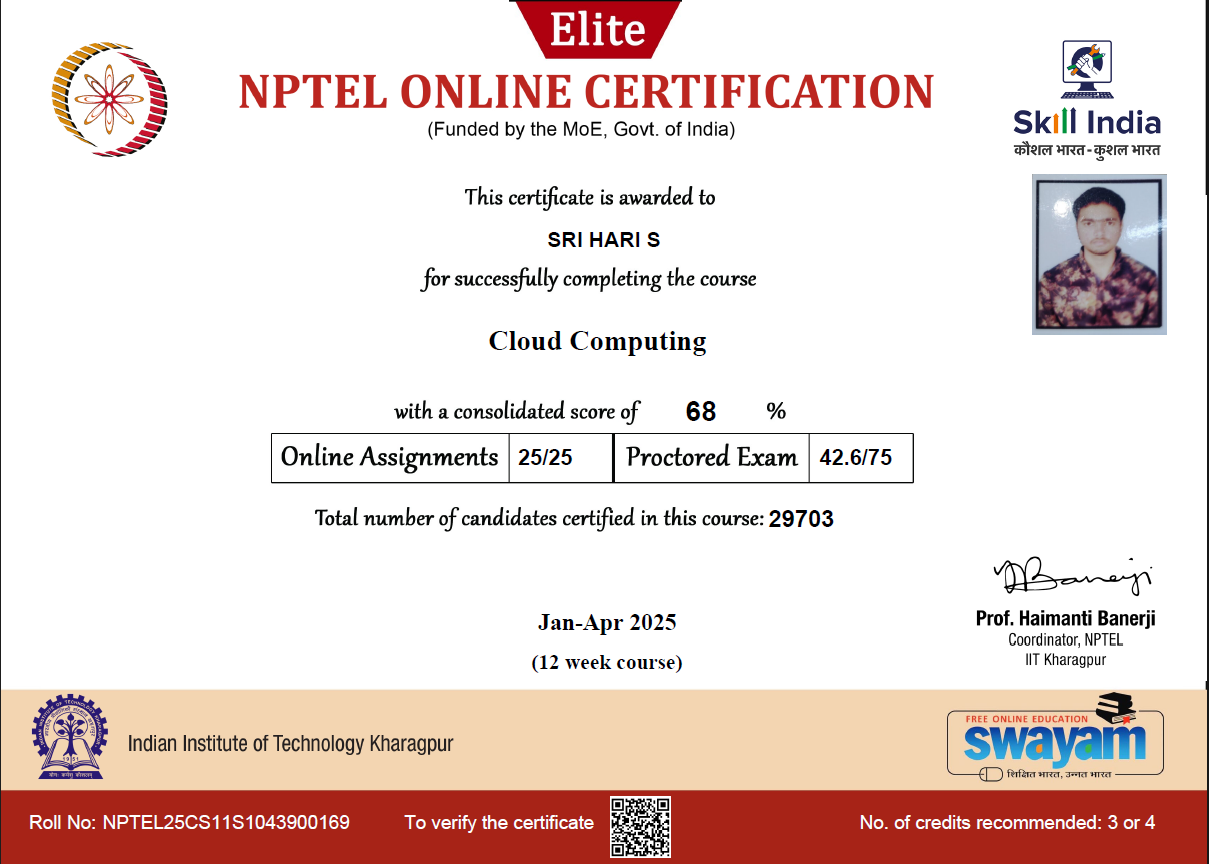 Elite
NPTEL ONLINE CERTIFICATION
(Funded by the MoE, Govt. of India)
Skill India
कौशल भारत - कुशल भारत
This certificate is awarded to
SRI HARI S
for successfully completing the course
Cloud Computing
with a consolidated score of 68 %
Online Assignments 25/25 Proctored Exam 42.6/75
Total number of candidates certified in this course: 29703
Jan-Apr 2025
(12 week course)
Prof. Haimanti Banerji
Coordinator, NPTEL
IIT Kharagpur
Indian Institute of Technology Kharagpur
FREE ONLINE EDUCATION
swayam
शिक्षित भारत, उन्नत भारत
Roll No: NPTEL25CS11S1043900169 To verify the certificate No. of credits recommended: 3 or 4